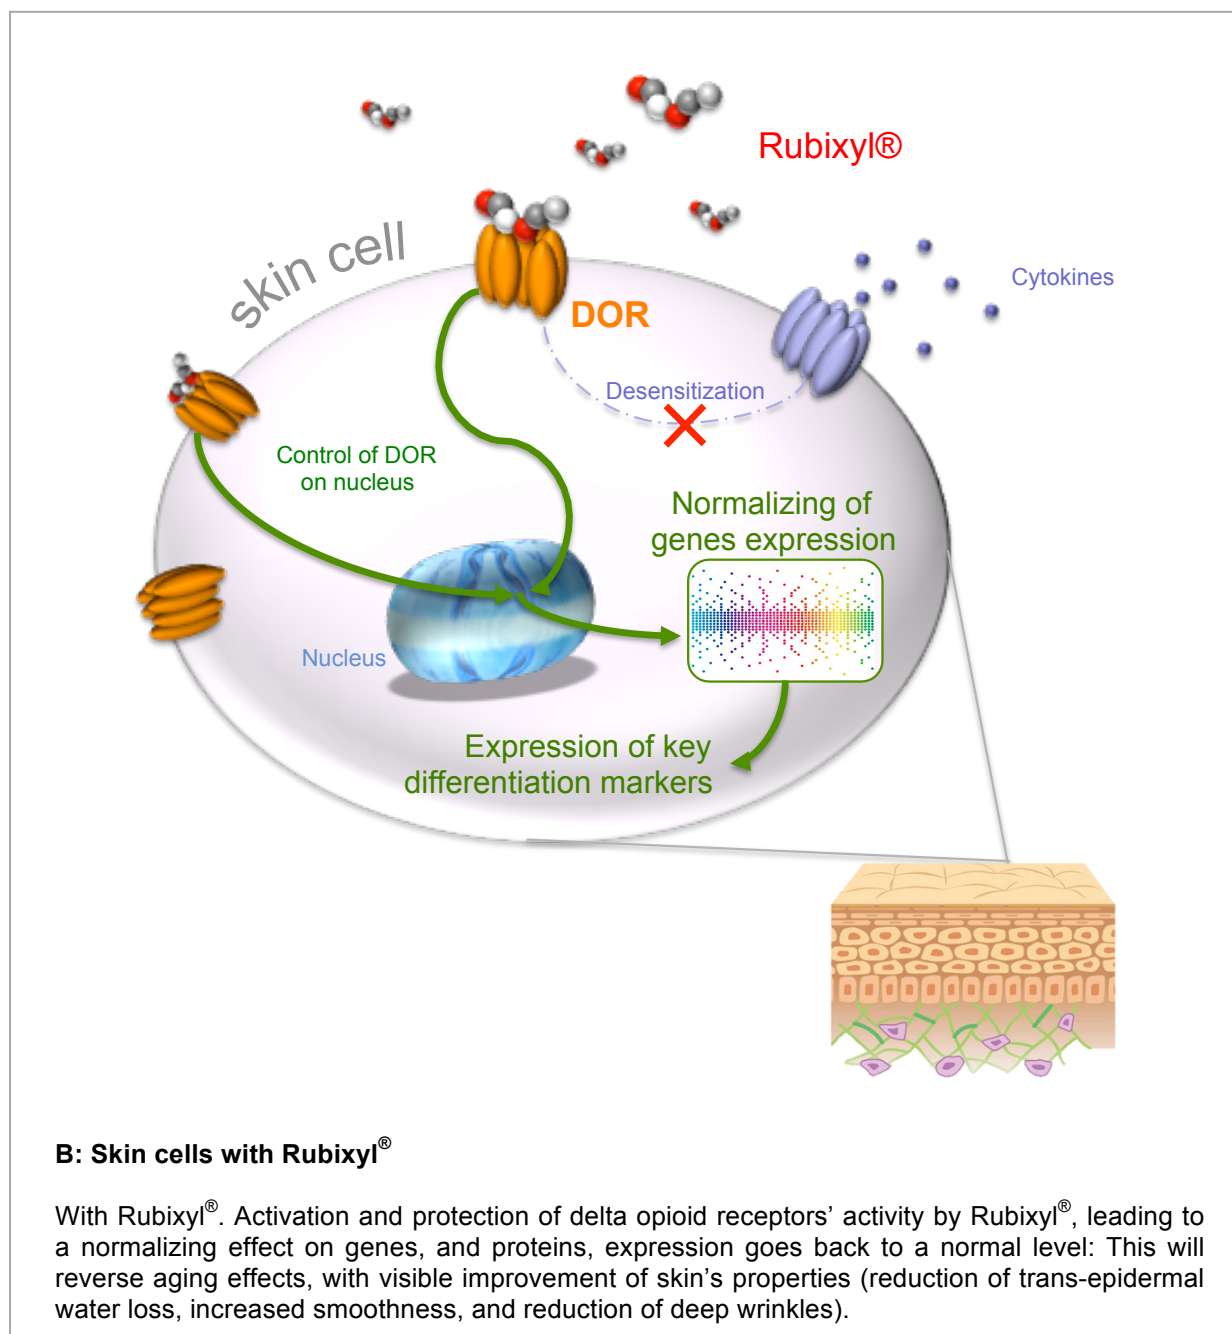 Rubixyl®
skin cell
Cytokines
DOR
Desensitization
Control of DOR
on nucleus
Normalizing of
genes expression
Nucleus
Expression of key
differentiation markers
B: Skin cells with Rubixyl®
With Rubixyl®. Activation and protection of delta opioid receptors' activity by Rubixyl®, leading to
a normalizing effect on genes, and proteins, expression goes back to a normal level: This will
reverse aging effects, with visible improvement of skin's properties (reduction of trans-epidermal
water loss, increased smoothness, and reduction of deep wrinkles).